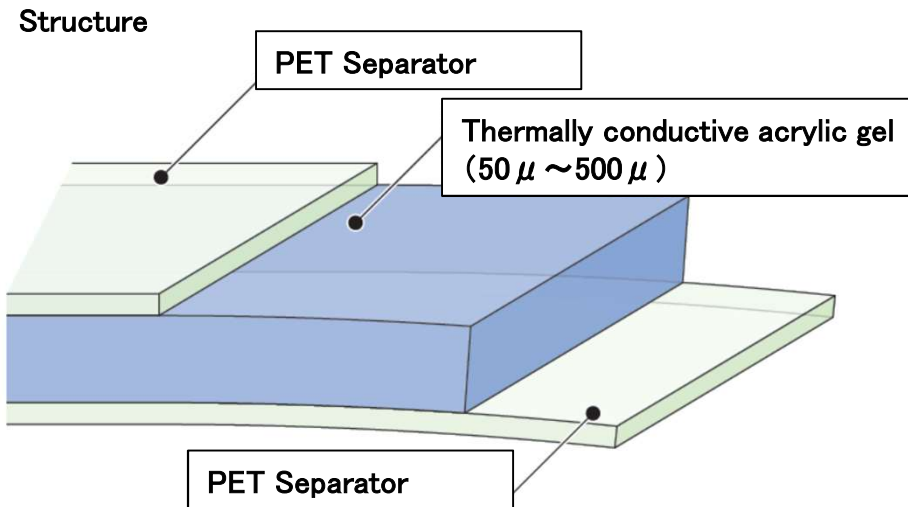 Structure
PET Separator
Thermally conductive acrylic gel
(50μ～500μ)
PET Separator